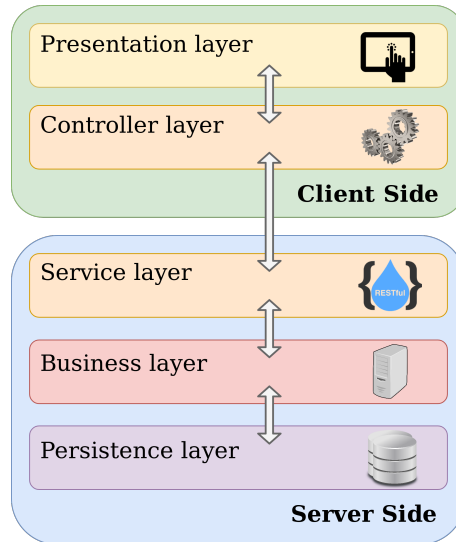 Presentation layer
Controller layer
Client Side
Service layer
{RESTful}
Business layer
Persistence layer
Server Side